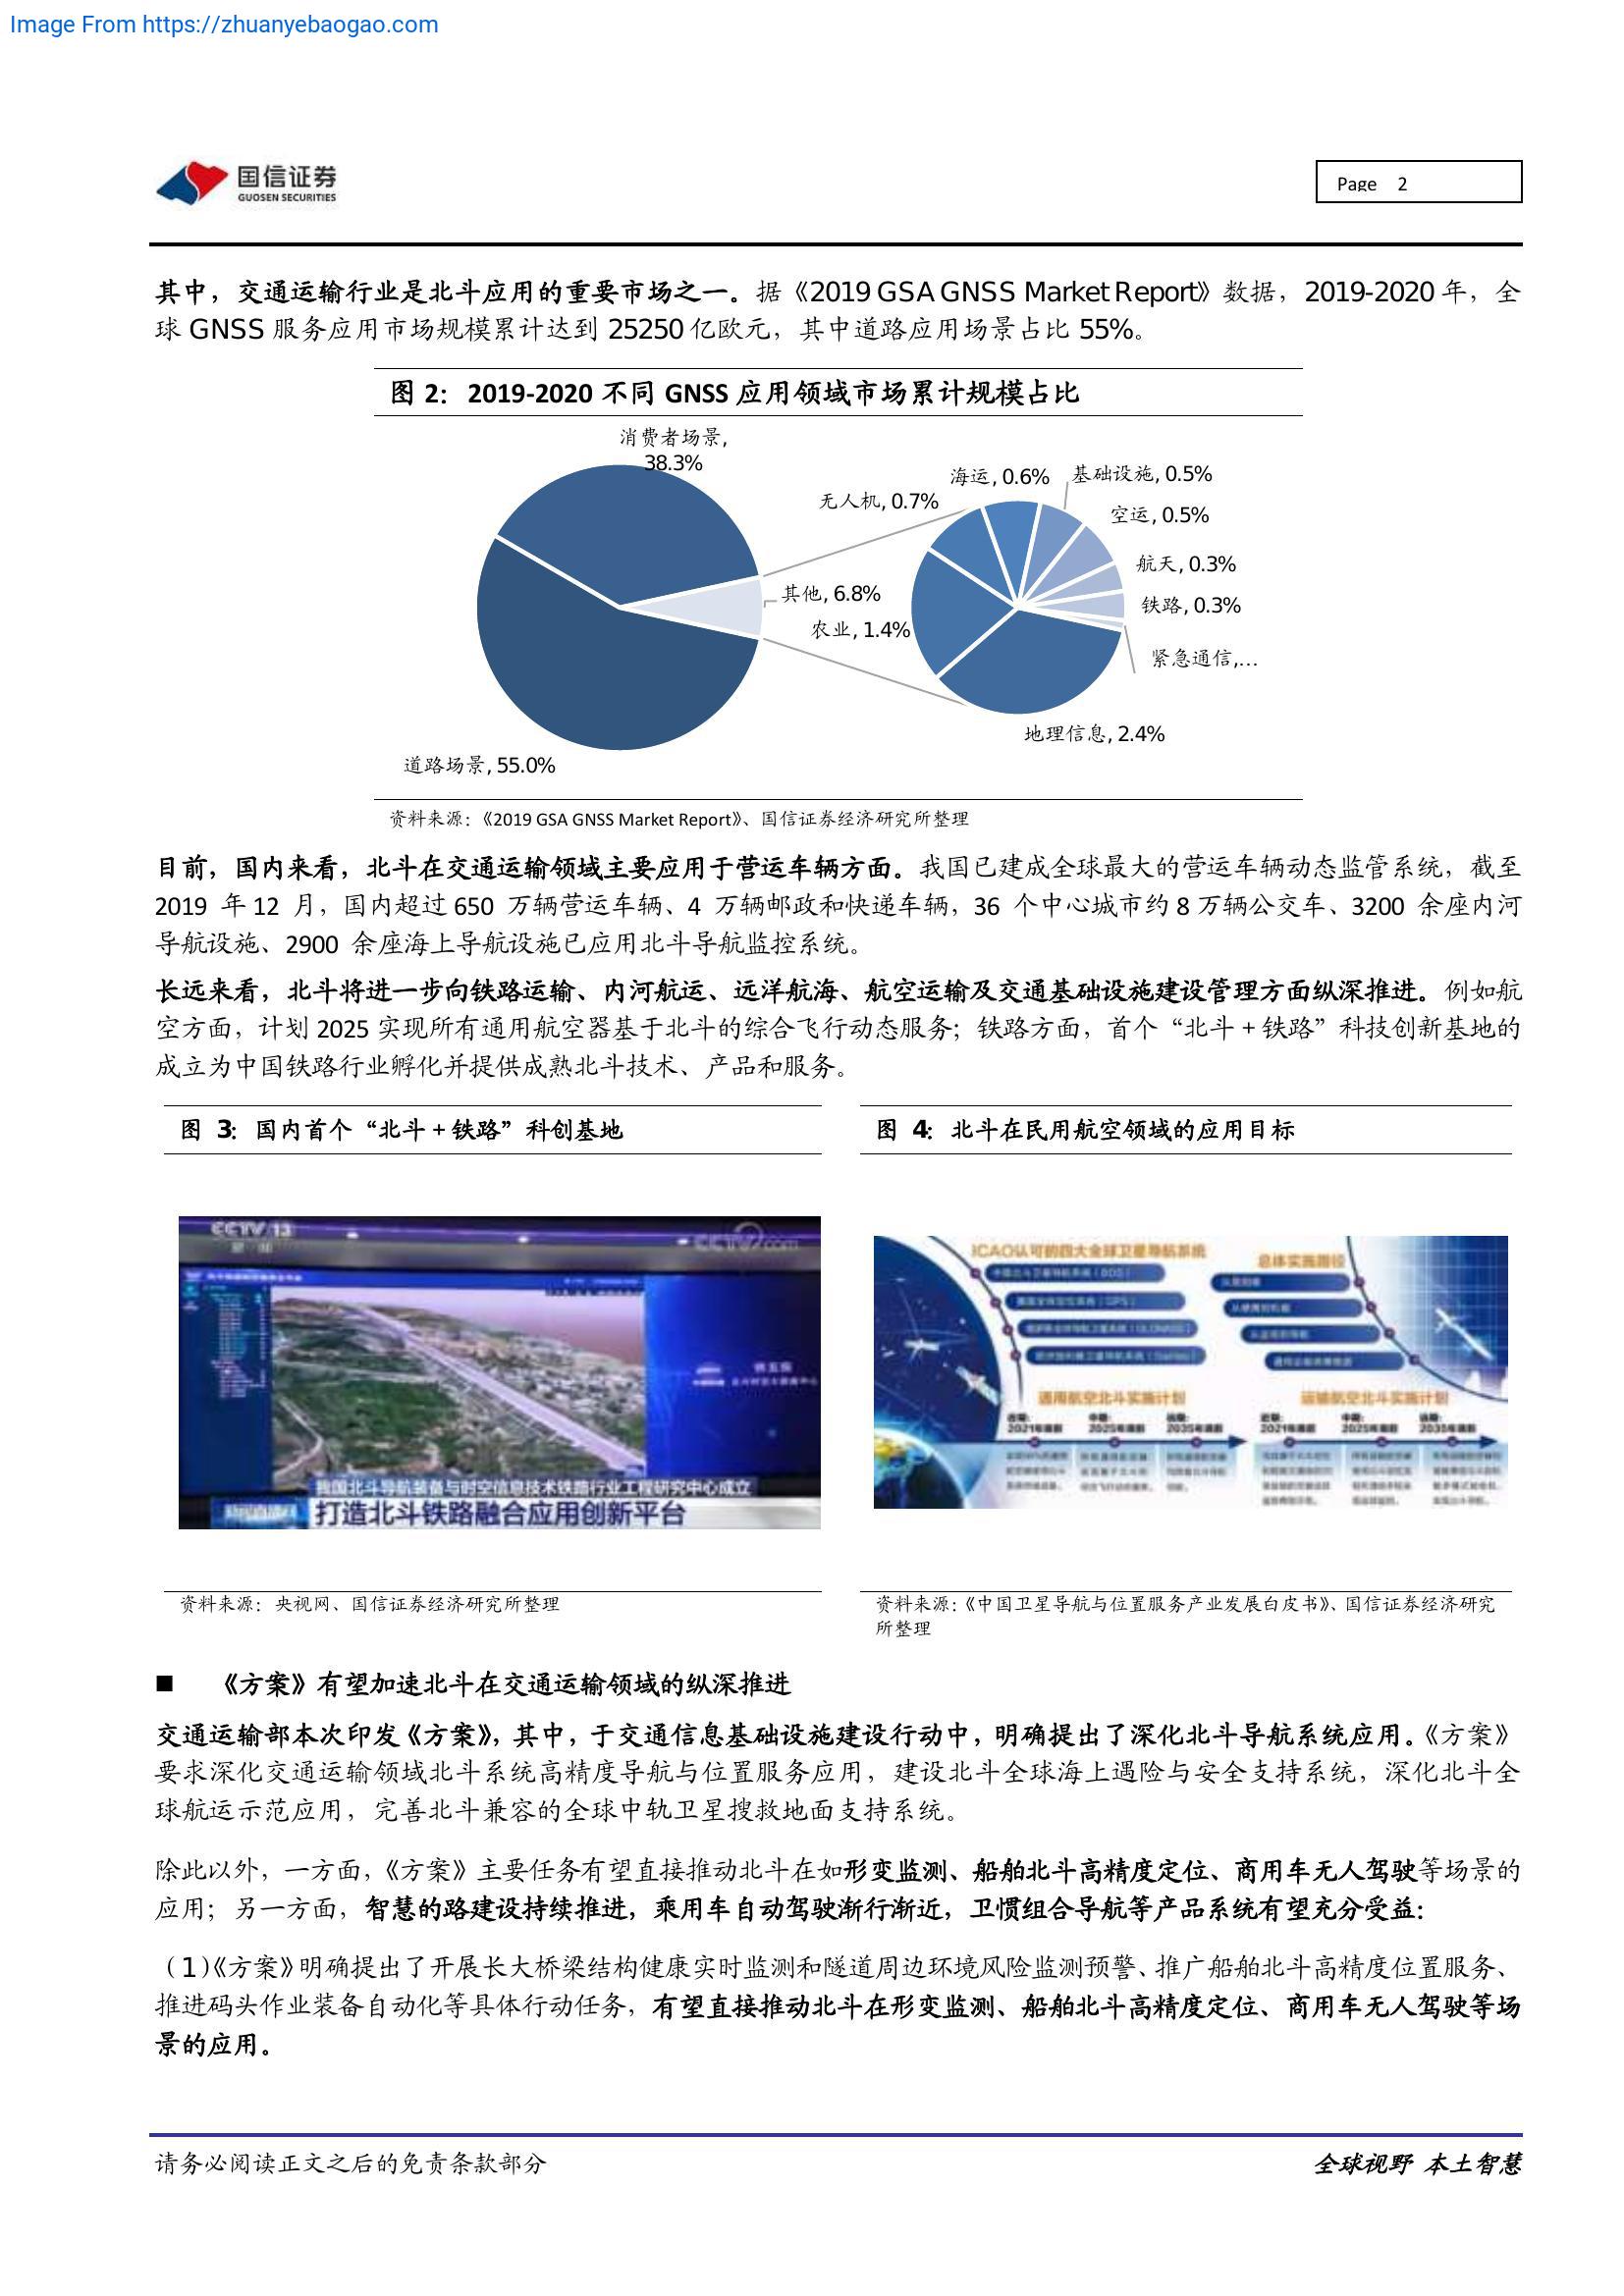 Image From https://zhuanyebaogao.com
国信证券
GUOSEN SECURITIES
Page 2
其中，交通运输行业是北斗应用的重要市场之一。据《2019 GSA GNSS Market Report》数据，2019-2020 年，全
球 GNSS 服务应用市场规模累计达到 25250 亿欧元，其中道路应用场景占比 55%。
图 2：2019-2020 不同 GNSS 应用领域市场累计规模占比
消费者场景,
38.3%
海运, 0.6%
基础设施, 0.5%
无人机, 0.7%
空运, 0.5%
航天, 0.3%
其他, 6.8%
铁路, 0.3%
农业, 1.4%
紧急通信,...
地理信息, 2.4%
道路场景, 55.0%
资料来源：《2019 GSA GNSS Market Report》、国信证券经济研究所整理
目前，国内来看，北斗在交通运输领域主要应用于营运车辆方面。我国已建成全球最大的营运车辆动态监管系统，截至
2019 年 12 月，国内超过 650 万辆营运车辆、4 万辆邮政和快递车辆，36 个中心城市约 8 万辆公交车、3200 余座内河
导航设施、2900 余座海上导航设施已应用北斗导航监控系统。
长远来看，北斗将进一步向铁路运输、内河航运、远洋航海、航空运输及交通基础设施建设管理方面纵深推进。例如航
空方面，计划 2025 实现所有通用航空器基于北斗的综合飞行动态服务；铁路方面，首个“北斗+铁路”科技创新基地的
成立为中国铁路行业孵化并提供成熟北斗技术、产品和服务。
图 3：国内首个“北斗+铁路”科创基地
图 4：北斗在民用航空领域的应用目标
CCTV 13
CCTV.com
我国北斗导航装备与时空信息技术铁路行业工程研究中心成立
打造北斗铁路融合应用创新平台
ICAO认可的四大全球卫星导航系统
总体实施路径
通用航空北斗实施计划
运输航空北斗实施计划
资料来源：央视网、国信证券经济研究所整理
资料来源：《中国卫星导航与位置服务产业发展白皮书》、国信证券经济研究
所整理
■ 《方案》有望加速北斗在交通运输领域的纵深推进
交通运输部本次印发《方案》，其中，于交通信息基础设施建设行动中，明确提出了深化北斗导航系统应用。《方案》
要求深化交通运输领域北斗系统高精度导航与位置服务应用，建设北斗全球海上遇险与安全支持系统，深化北斗全
球航运示范应用，完善北斗兼容的全球中轨卫星搜救地面支持系统。
除此以外，一方面，《方案》主要任务有望直接推动北斗在如形变监测、船舶北斗高精度定位、商用车无人驾驶等场景的
应用；另一方面，智慧的路建设持续推进，乘用车自动驾驶渐行渐近，卫惯组合导航等产品系统有望充分受益：
（1）《方案》明确提出了开展长大桥梁结构健康实时监测和隧道周边环境风险监测预警、推广船舶北斗高精度位置服务、
推进码头作业装备自动化等具体行动任务，有望直接推动北斗在形变监测、船舶北斗高精度定位、商用车无人驾驶等场
景的应用。
请务必阅读正文之后的免责条款部分
全球视野 本土智慧